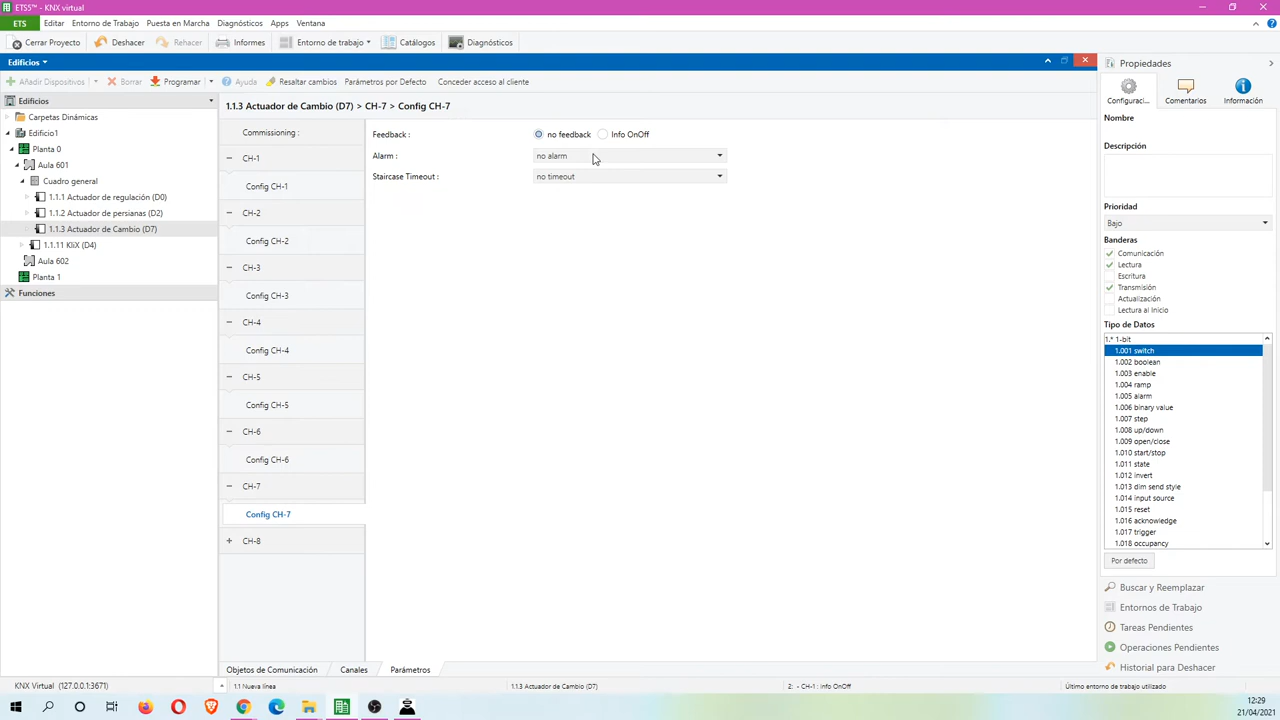 ETS5™ - KNX virtual
ETS Editar Entorno de Trabajo Puesta en Marcha Diagnósticos Apps Ventana
Cerrar Proyecto Deshacer Rehacer Informes Entorno de trabajo Catálogos Diagnósticos
Edificios
Añadir Dispositivos Borrar Programar Ayuda Resaltar cambios Parámetros por Defecto Conceder acceso al cliente
Edificios
Carpetas Dinámicas
Edificio1
Planta 0
Aula 601
Cuadro general
1.1.1 Actuador de regulación (D0)
1.1.2 Actuador de persianas (D2)
1.1.3 Actuador de Cambio (D7)
1.1.11 KliX (D4)
Aula 602
Planta 1
Funciones
1.1.3 Actuador de Cambio (D7) > CH-7 > Config CH-7
Commissioning :
CH-1
Config CH-1
CH-2
Config CH-2
CH-3
Config CH-3
CH-4
Config CH-4
CH-5
Config CH-5
CH-6
Config CH-6
CH-7
Config CH-7
CH-8
Feedback : no feedback Info OnOff
Alarm : no alarm
Staircase Timeout : no timeout
Objetos de Comunicación Canales Parámetros
Propiedades
Configuraci... Comentarios Información
Nombre
Descripción
Prioridad
Bajo
Banderas
Comunicación
Lectura
Escritura
Transmisión
Actualización
Lectura al Inicio
Tipo de Datos
1.* 1-bit
1.001 switch
1.002 boolean
1.003 enable
1.004 ramp
1.005 alarm
1.006 binary value
1.007 step
1.008 up/down
1.009 open/close
1.010 start/stop
1.011 state
1.012 invert
1.013 dim send style
1.014 input source
1.015 reset
1.016 acknowledge
1.017 trigger
1.018 occupancy
Por defecto
Buscar y Reemplazar
Entornos de Trabajo
Tareas Pendientes
Operaciones Pendientes
Historial para Deshacer
KNX Virtual (127.0.0.1:3671) 1.1 Nueva línea 1.1.3 Actuador de Cambio (D7) 2: - CH-1 : Info OnOff Último entorno de trabajo utilizado
12:29
21/04/2021